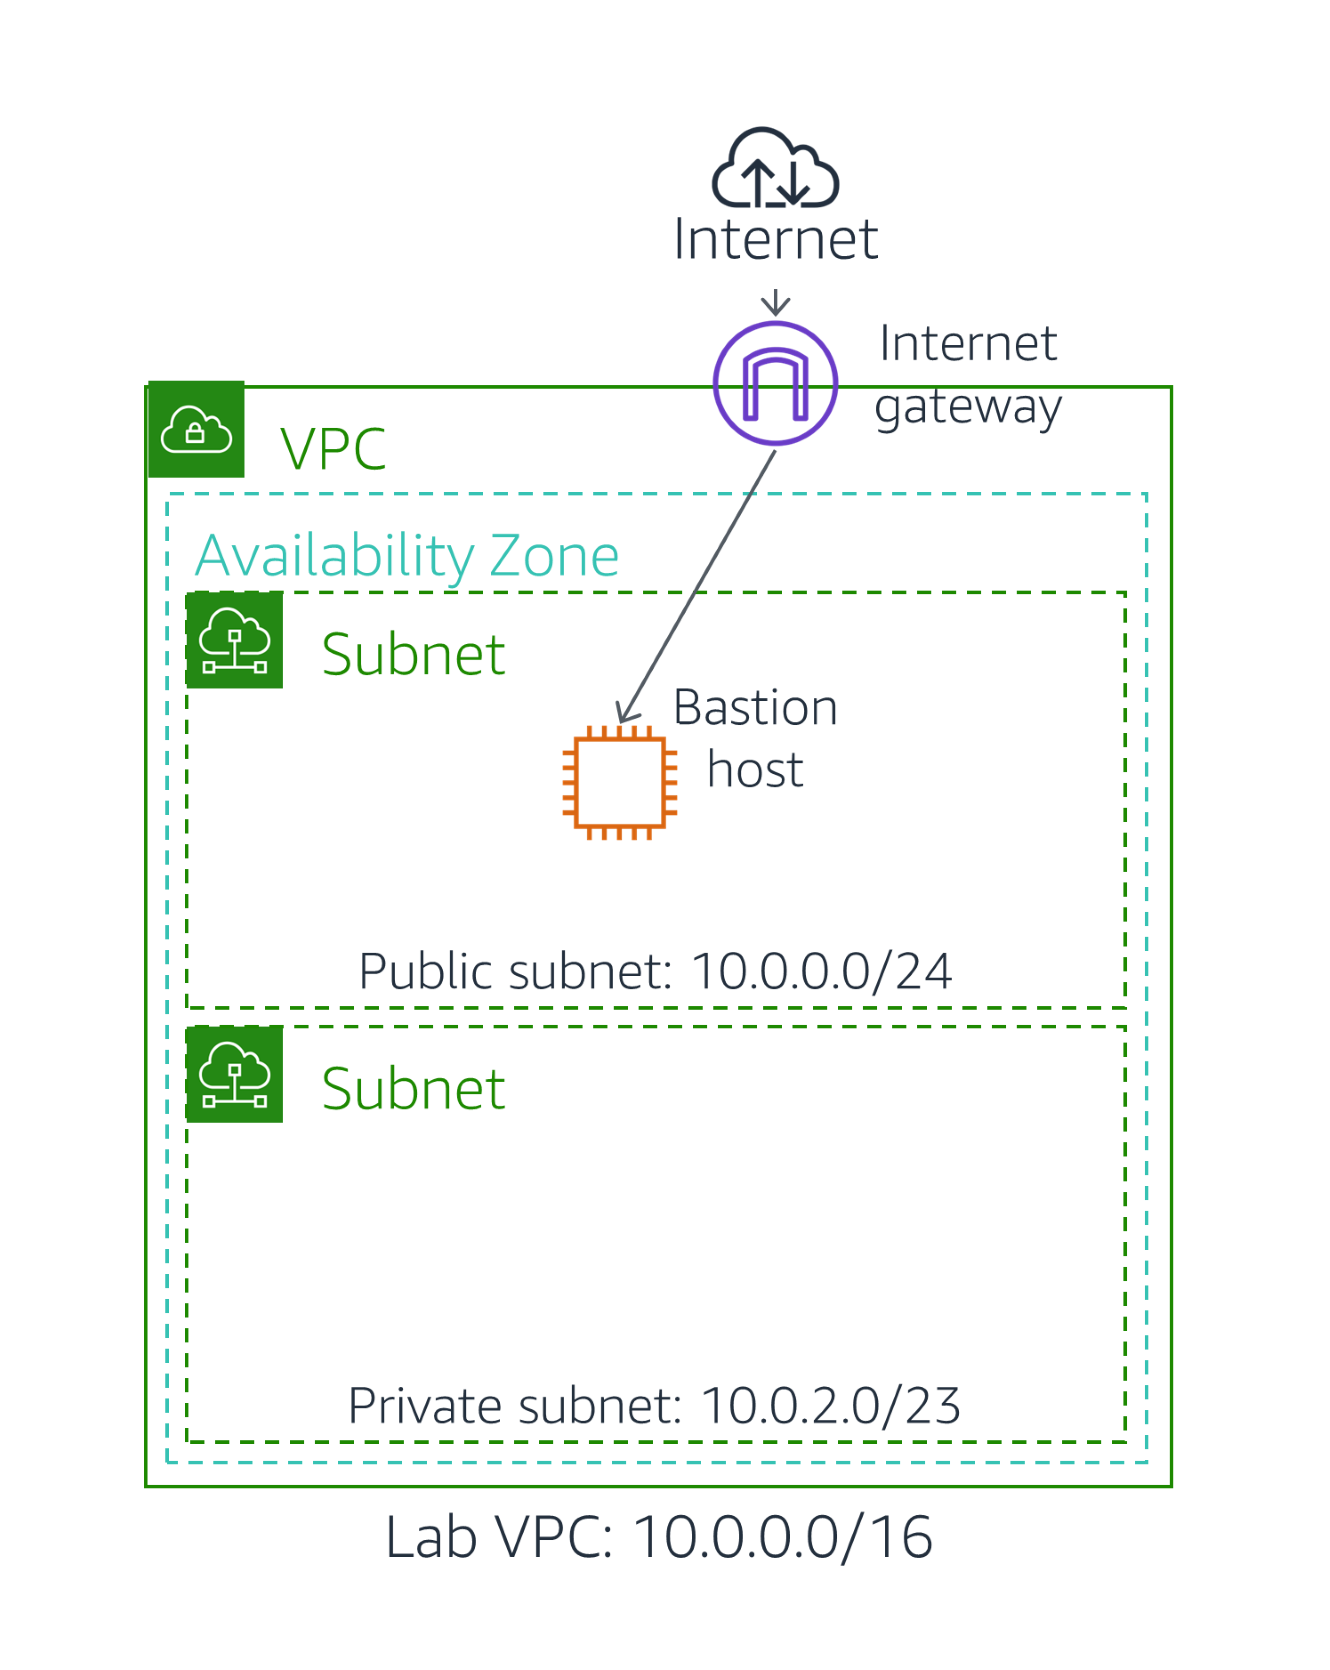 Internet
Internet
gateway
VPC
Availability Zone
Subnet
Bastion
host
Public subnet: 10.0.0.0/24
Subnet
Private subnet: 10.0.2.0/23
Lab VPC: 10.0.0.0/16